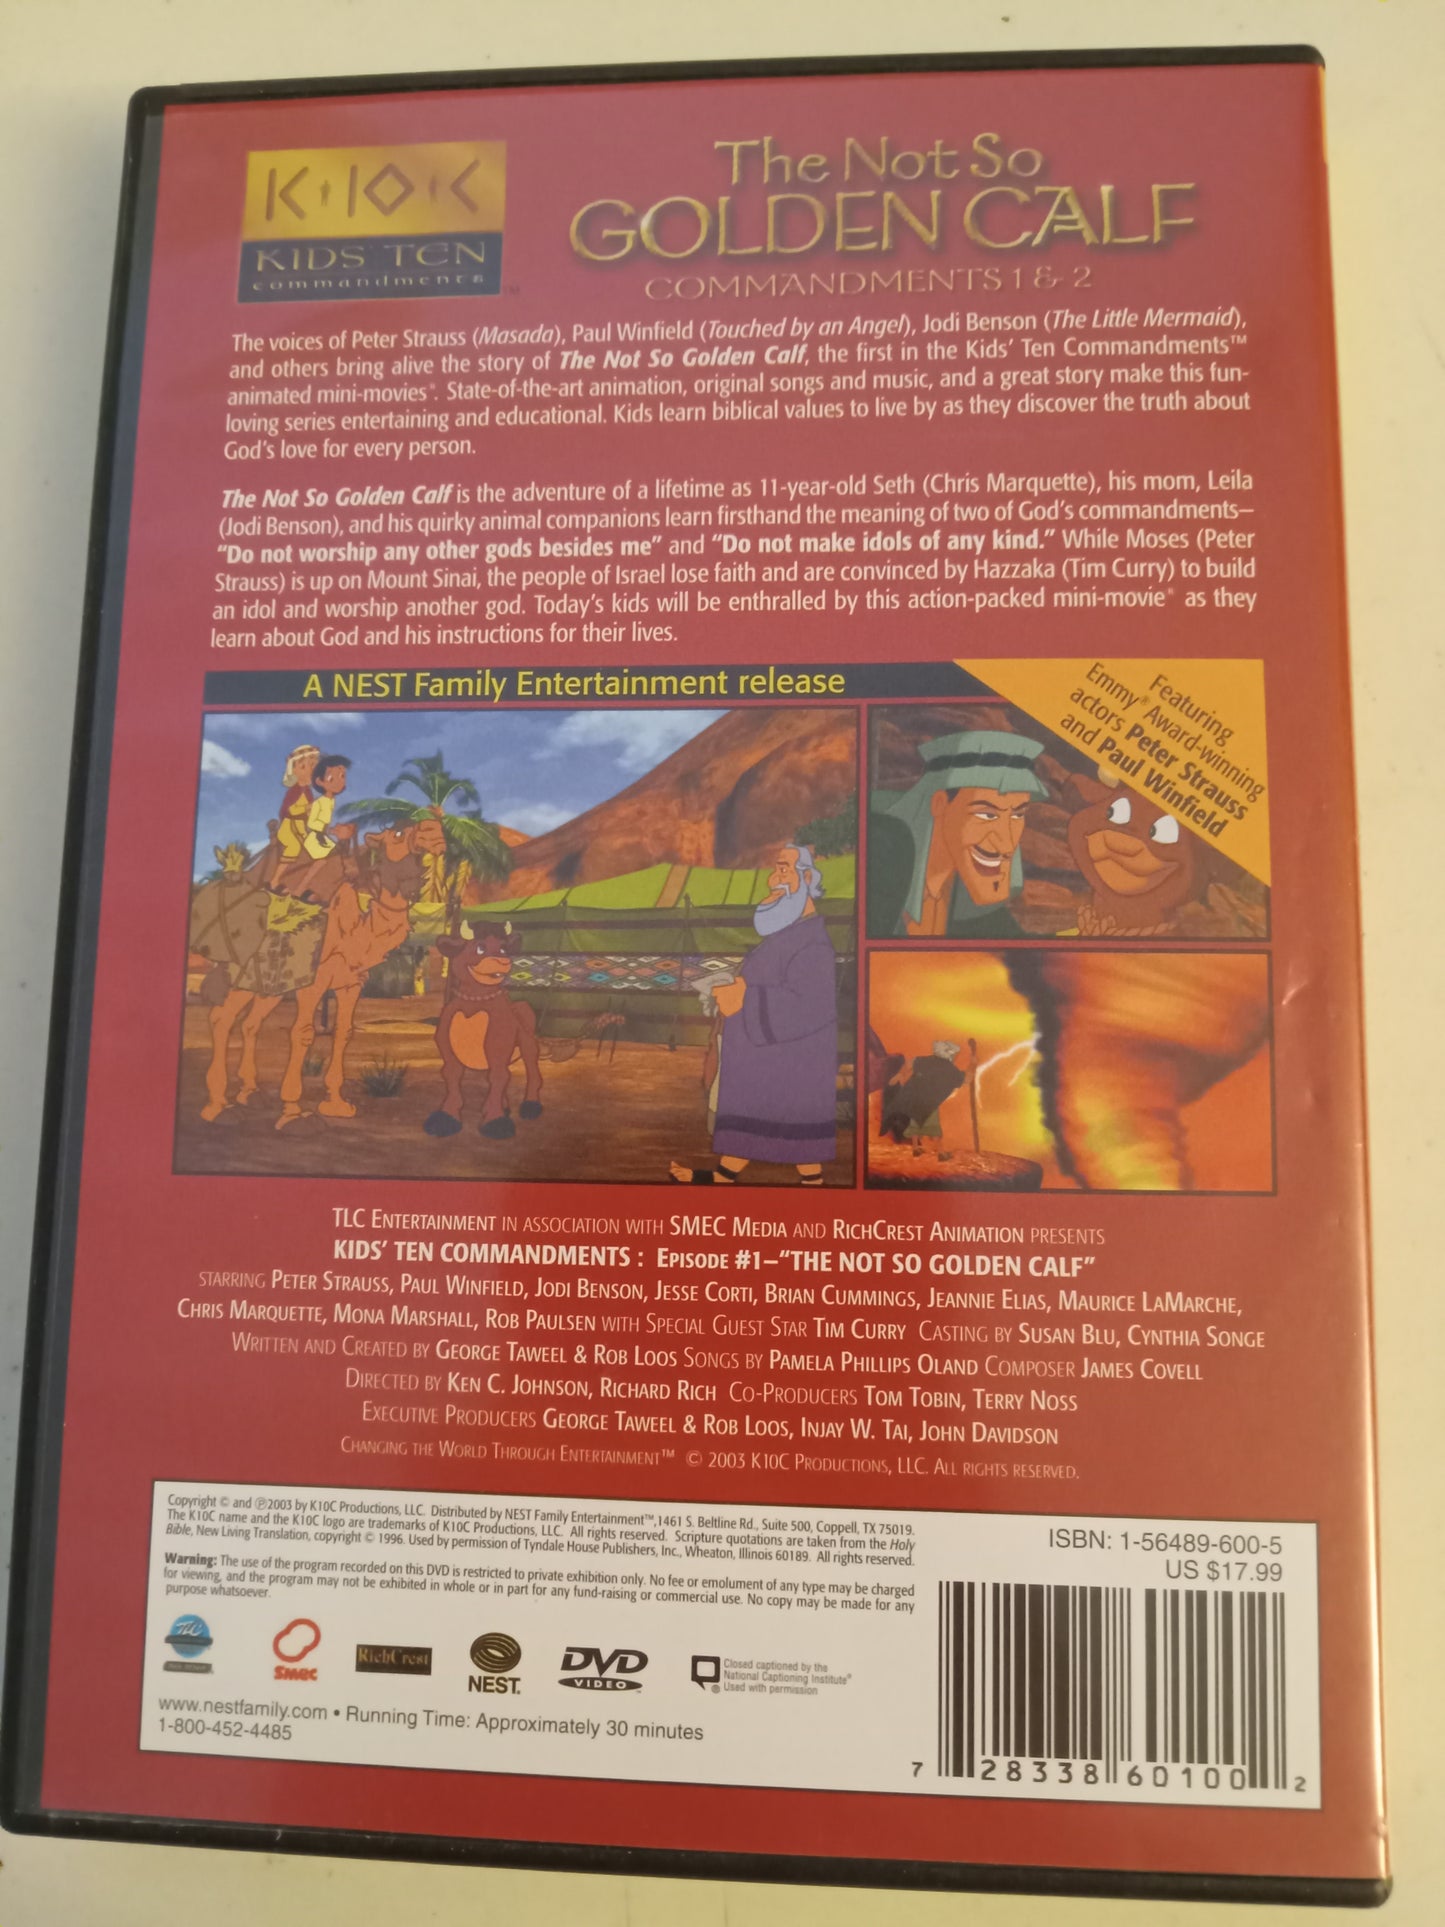 K·10·C
KIDS' TEN
commandments ™
The Not So
GOLDEN CALF
COMMANDMENTS 1 & 2
The voices of Peter Strauss (Masada), Paul Winfield (Touched by an Angel), Jodi Benson (The Little Mermaid),
and others bring alive the story of The Not So Golden Calf, the first in the Kids' Ten Commandments™
animated mini-movies®. State-of-the-art animation, original songs and music, and a great story make this fun-
loving series entertaining and educational. Kids learn biblical values to live by as they discover the truth about
God's love for every person.
The Not So Golden Calf is the adventure of a lifetime as 11-year-old Seth (Chris Marquette), his mom, Leila
(Jodi Benson), and his quirky animal companions learn firsthand the meaning of two of God's commandments—
"Do not worship any other gods besides me" and "Do not make idols of any kind." While Moses (Peter
Strauss) is up on Mount Sinai, the people of Israel lose faith and are convinced by Hazzaka (Tim Curry) to build
an idol and worship another god. Today's kids will be enthralled by this action-packed mini-movie® as they
learn about God and his instructions for their lives.
A NEST Family Entertainment release
Featuring
Emmy® Award-winning
actors Peter Strauss
and Paul Winfield
TLC ENTERTAINMENT IN ASSOCIATION WITH SMEC MEDIA AND RICHCREST ANIMATION PRESENTS
KIDS' TEN COMMANDMENTS : EPISODE #1–"THE NOT SO GOLDEN CALF"
STARRING PETER STRAUSS, PAUL WINFIELD, JODI BENSON, JESSE CORTI, BRIAN CUMMINGS, JEANNIE ELIAS, MAURICE LAMARCHE,
CHRIS MARQUETTE, MONA MARSHALL, ROB PAULSEN WITH SPECIAL GUEST STAR TIM CURRY CASTING BY SUSAN BLU, CYNTHIA SONGE
WRITTEN AND CREATED BY GEORGE TAWEEL & ROB LOOS SONGS BY PAMELA PHILLIPS OLAND COMPOSER JAMES COVELL
DIRECTED BY KEN C. JOHNSON, RICHARD RICH CO-PRODUCERS TOM TOBIN, TERRY NOSS
EXECUTIVE PRODUCERS GEORGE TAWEEL & ROB LOOS, INJAY W. TAI, JOHN DAVIDSON
CHANGING THE WORLD THROUGH ENTERTAINMENT™ © 2003 K10C PRODUCTIONS, LLC. ALL RIGHTS RESERVED.
Copyright © and ℗2003 by K10C Productions, LLC. Distributed by NEST Family Entertainment™,1461 S. Beltline Rd., Suite 500, Coppell, TX 75019.
The K10C name and the K10C logo are trademarks of K10C Productions, LLC. All rights reserved. Scripture quotations are taken from the Holy
Bible, New Living Translation, copyright © 1996. Used by permission of Tyndale House Publishers, Inc., Wheaton, Illinois 60189. All rights reserved.
Warning: The use of the program recorded on this DVD is restricted to private exhibition only. No fee or emolument of any type may be charged
for viewing, and the program may not be exhibited in whole or in part for any fund-raising or commercial use. No copy may be made for any
purpose whatsoever.
ISBN: 1-56489-600-5
US $17.99
TLC
Smec
RichCrest
NEST.
DVD
VIDEO
Closed captioned by the
National Captioning Institute®
Used with permission
www.nestfamily.com • Running Time: Approximately 30 minutes
1-800-452-4485
7 28338 60100 2